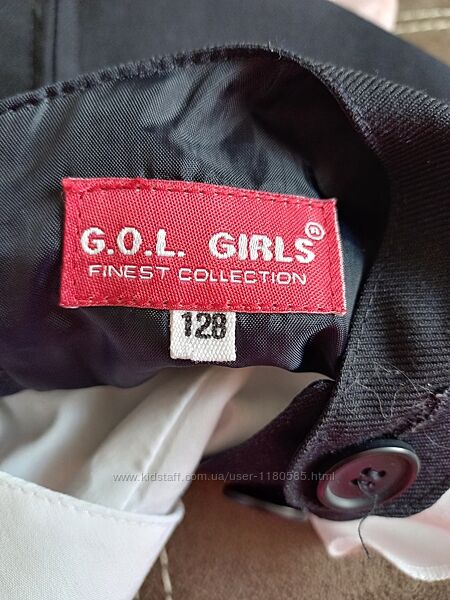 G.O.L. GIRLS®
FINEST COLLECTION
128
www.kidstaff.com.ua/user-1180585.html